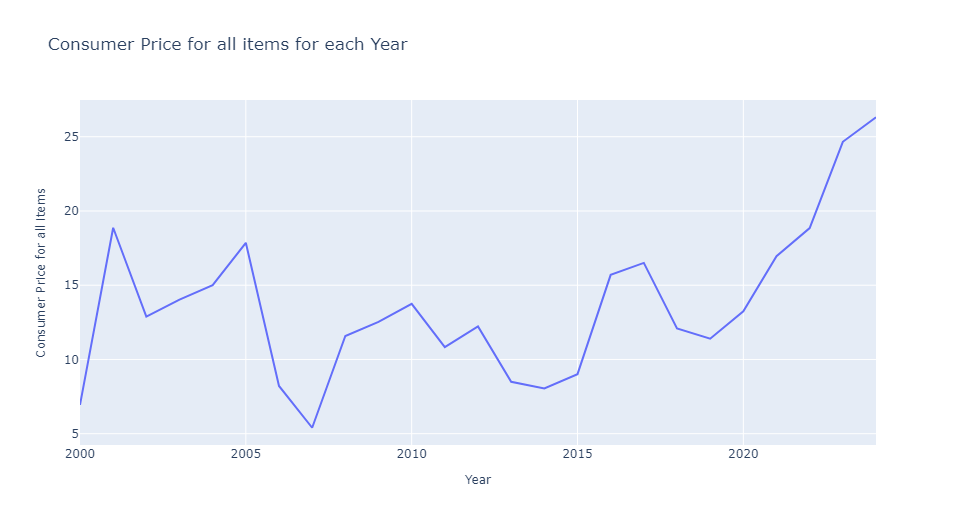 Consumer Price for all items for each Year
Consumer Price for all Items
25
20
15
10
5
2000 2005 2010 2015 2020
Year